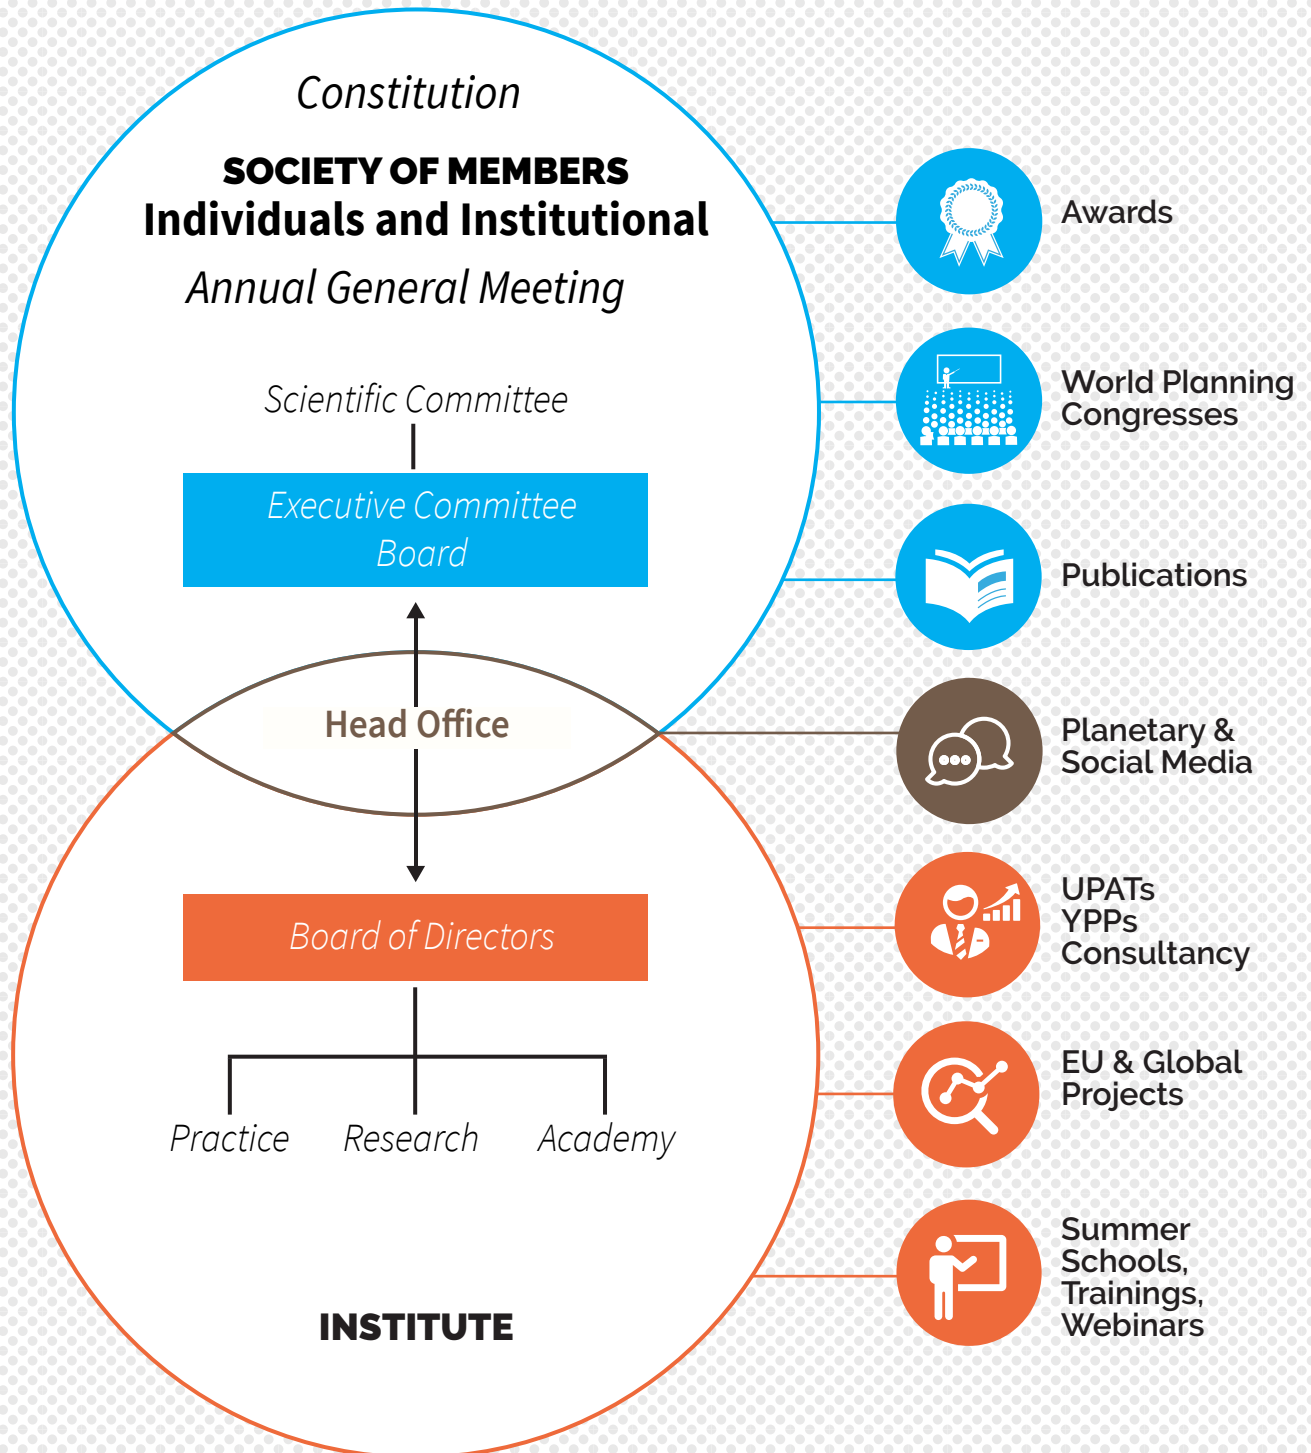 Constitution
SOCIETY OF MEMBERS
Individuals and Institutional
Annual General Meeting
Scientific Committee
Executive Committee
Board
Head Office
Board of Directors
Practice
Research
Academy
INSTITUTE
Awards
World Planning
Congresses
Publications
Planetary &
Social Media
UPATs
YPPs
Consultancy
EU & Global
Projects
Summer
Schools,
Trainings,
Webinars